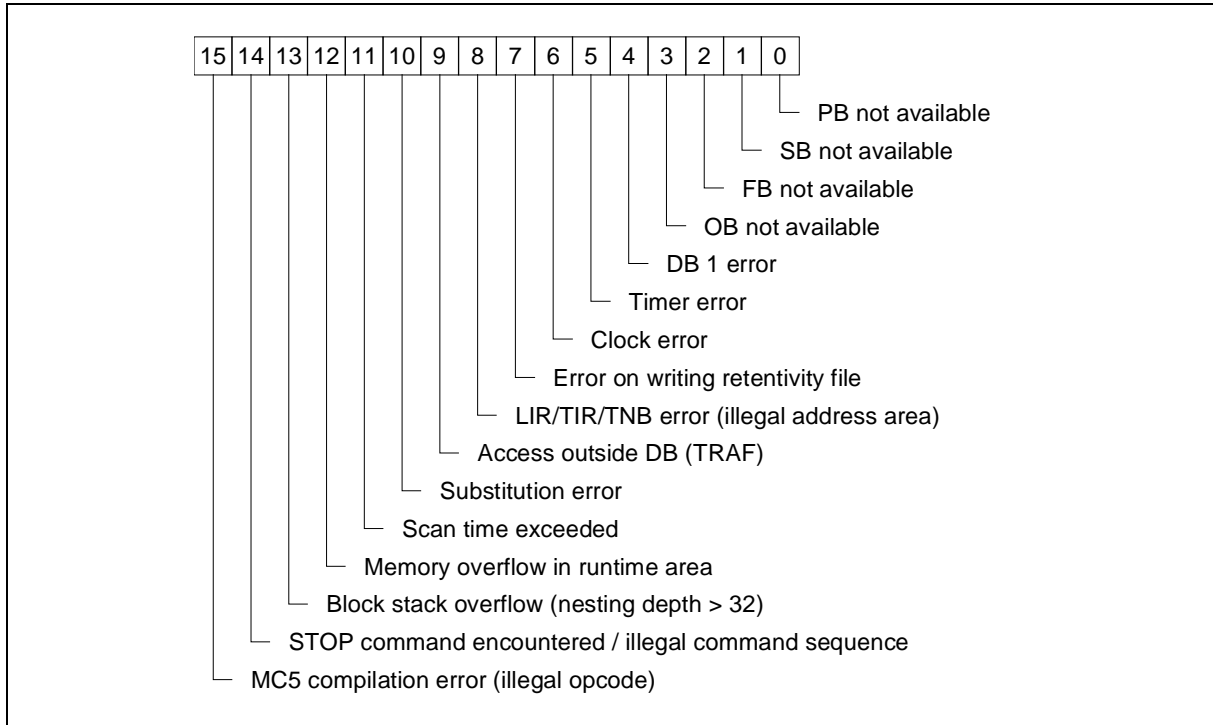 15 14 13 12 11 10 9 8 7 6 5 4 3 2 1 0
PB not available
SB not available
FB not available
OB not available
DB 1 error
Timer error
Clock error
Error on writing retentivity file
LIR/TIR/TNB error (illegal address area)
Access outside DB (TRAF)
Substitution error
Scan time exceeded
Memory overflow in runtime area
Block stack overflow (nesting depth > 32)
STOP command encountered / illegal command sequence
MC5 compilation error (illegal opcode)